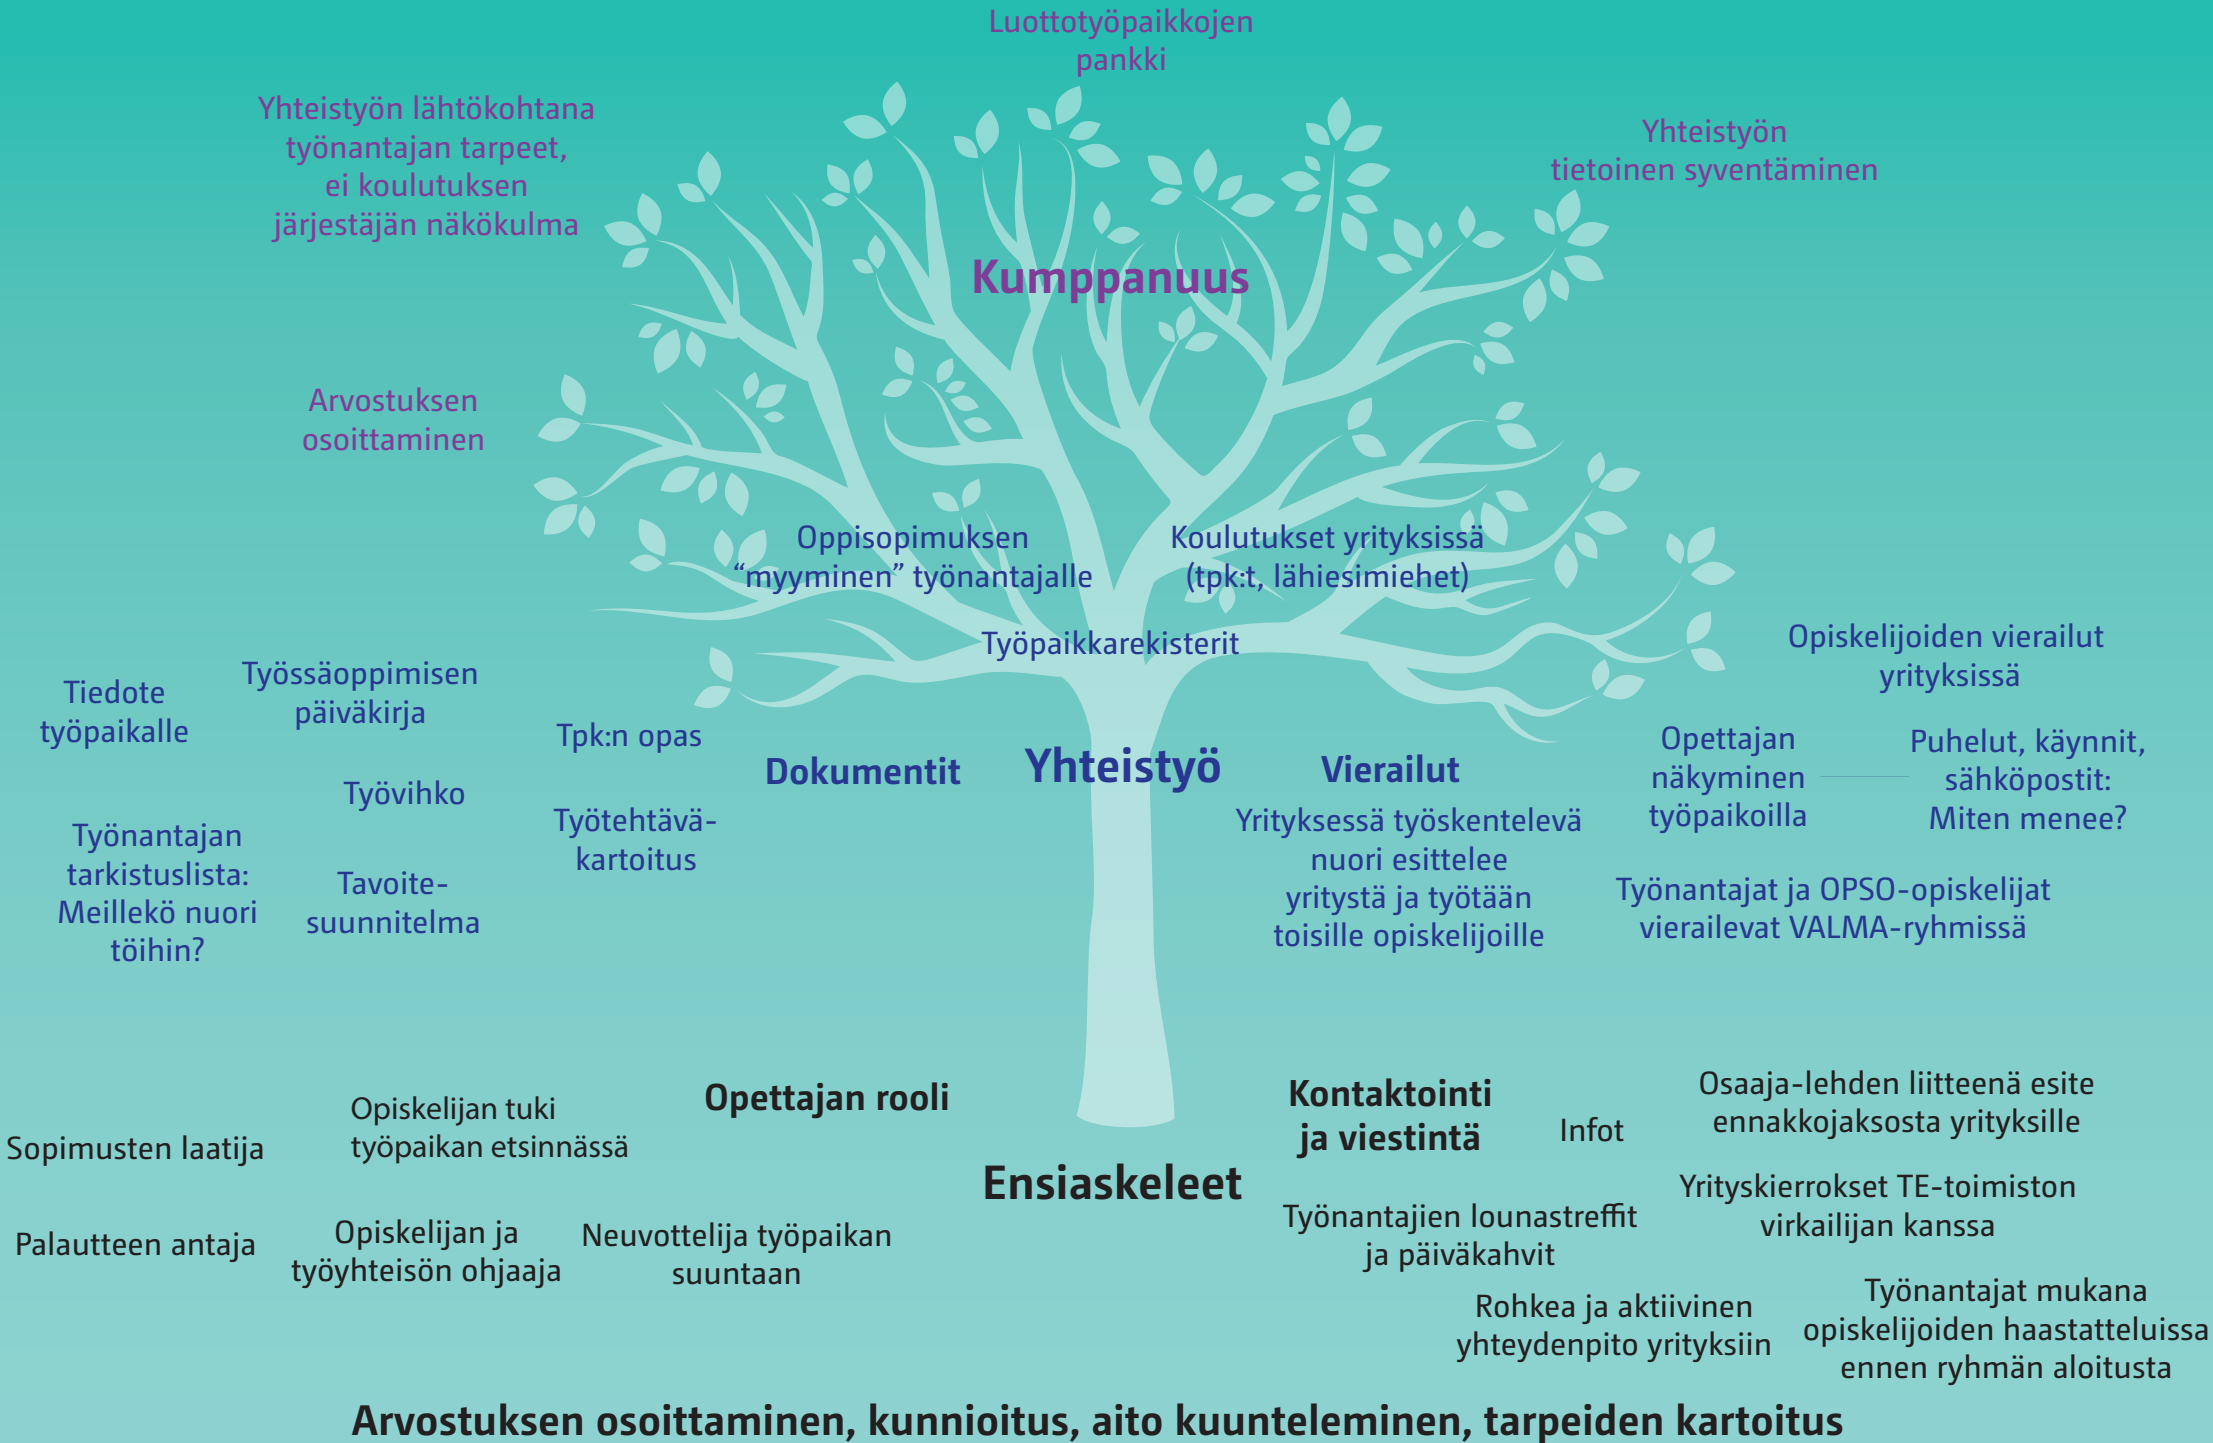 Luottotyöpaikkojen
pankki
Yhteistyön lähtökohtana
työnantajan tarpeet,
ei koulutuksen
järjestäjän näkökulma
Yhteistyön
tietoinen syventäminen
Kumppanuus
Arvostuksen
osoittaminen
Oppisopimuksen
“myyminen” työnantajalle
Koulutukset yrityksissä
(tpk:t, lähiesimiehet)
Työpaikkarekisterit
Tiedote
työpaikalle
Työssäoppimisen
päiväkirja
Tpk:n opas
Työvihko
Työnantajan
tarkistuslista:
Meillekö nuori
töihin?
Tavoite-
suunnitelma
Työtehtävä-
kartoitus
Dokumentit
Yhteistyö
Vierailut
Yrityksessä työskentelevä
nuori esittelee
yritystä ja työtään
toisille opiskelijoille
Opiskelijoiden vierailut
yrityksissä
Opettajan
näkyminen
työpaikoilla
Puhelut, käynnit,
sähköpostit:
Miten menee?
Työnantajat ja OPSO-opiskelijat
vierailevat VALMA-ryhmissä
Opettajan rooli
Opiskelijan tuki
työpaikan etsinnässä
Sopimusten laatija
Palautteen antaja
Opiskelijan ja
työyhteisön ohjaaja
Neuvottelija työpaikan
suuntaan
Ensiaskeleet
Kontaktointi
ja viestintä
Infot
Osaaja-lehden liitteenä esite
ennakkojaksosta yrityksille
Työnantajien lounastreffit
ja päiväkahvit
Yrityskierrokset TE-toimiston
virkailijan kanssa
Rohkea ja aktiivinen
yhteydenpito yrityksiin
Työnantajat mukana
opiskelijoiden haastatteluissa
ennen ryhmän aloitusta
Arvostuksen osoittaminen, kunnioitus, aito kuunteleminen, tarpeiden kartoitus